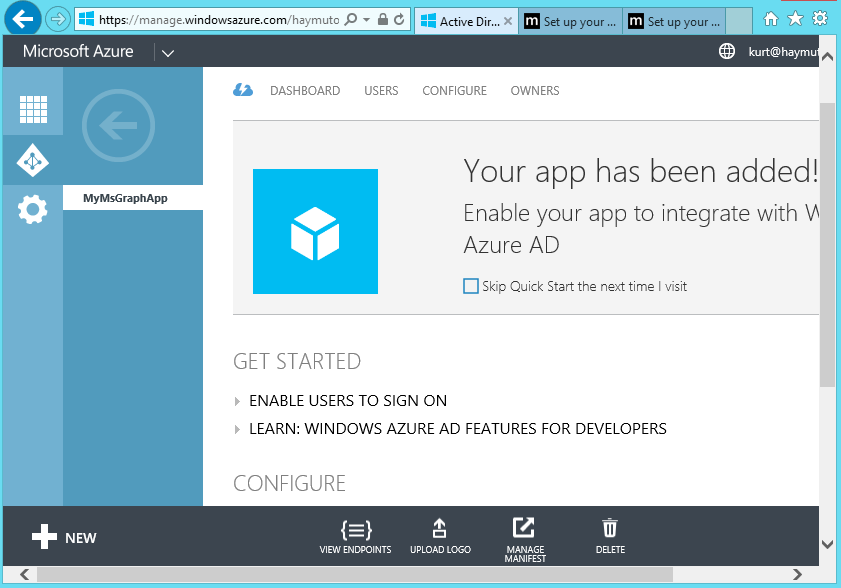 https://manage.windowsazure.com/haymuto
Active Dir...
Set up your ...
Set up your ...
Microsoft Azure
kurt@haymut
DASHBOARD USERS CONFIGURE OWNERS
MyMsGraphApp
Your app has been added!
Enable your app to integrate with W
Azure AD
Skip Quick Start the next time I visit
GET STARTED
ENABLE USERS TO SIGN ON
LEARN: WINDOWS AZURE AD FEATURES FOR DEVELOPERS
CONFIGURE
NEW
VIEW ENDPOINTS
UPLOAD LOGO
MANAGE
MANIFEST
DELETE